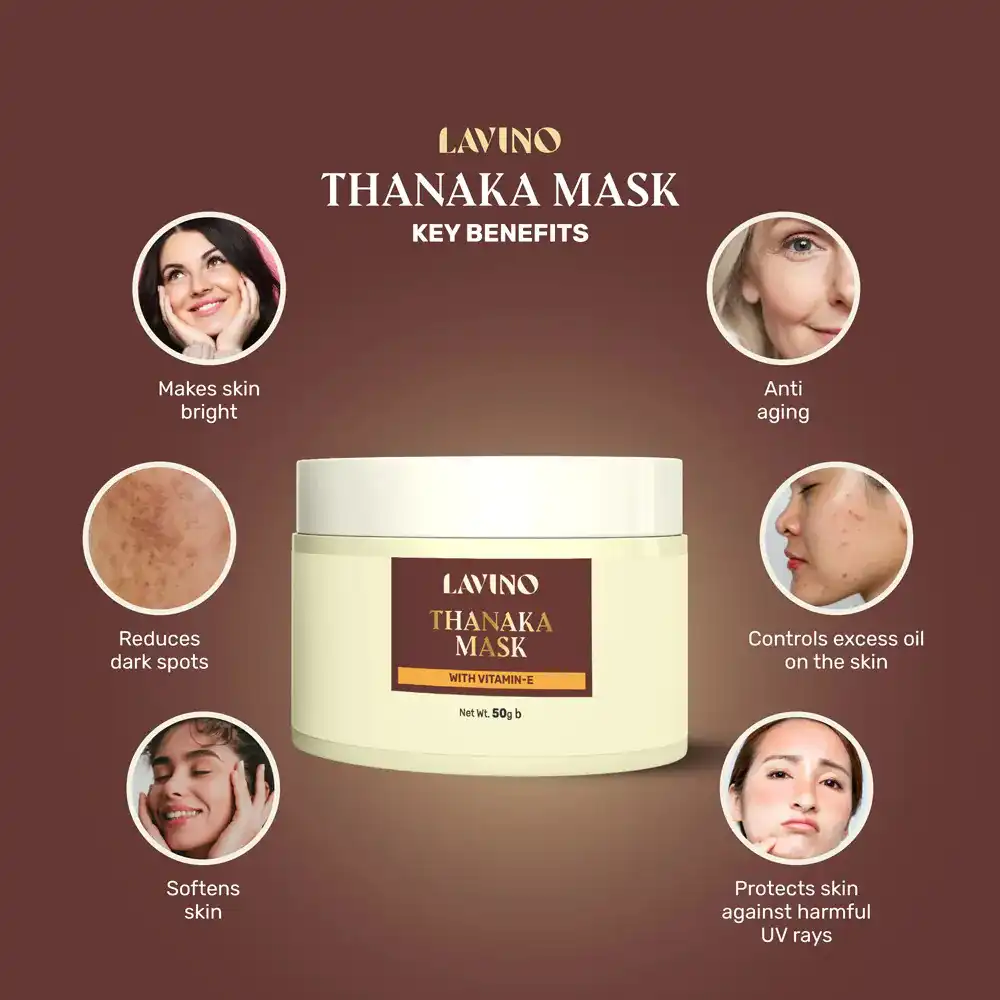 LAVINO
THANAKA MASK
KEY BENEFITS
Makes skin
bright
Anti
aging
Reduces
dark spots
Controls excess oil
on the skin
Softens
skin
Protects skin
against harmful
UV rays
LAVINO
THANAKA
MASK
WITH VITAMIN-E
Net Wt. 50g b